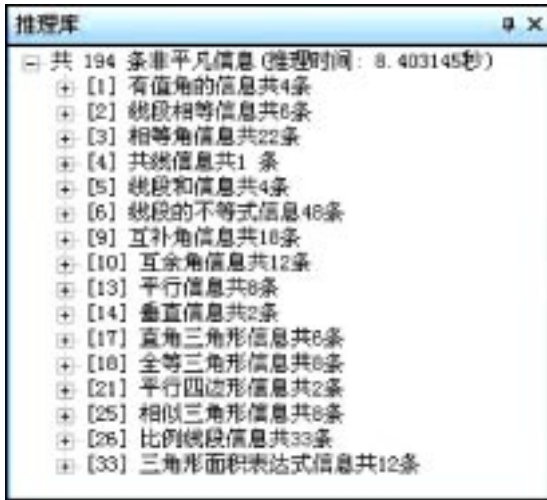 推理库
共 194 条非平凡信息(推理时间: 8.403145秒)
[1] 有值角的信息共4条
[2] 线段相等信息共6条
[3] 相等角信息共22条
[4] 共线信息共1 条
[5] 线段和信息共4条
[6] 线段的不等式信息48条
[9] 互补角信息共18条
[10] 互余角信息共12条
[13] 平行信息共8条
[14] 垂直信息共2条
[17] 直角三角形信息共6条
[18] 全等三角形信息共8条
[21] 平行四边形信息共2条
[25] 相似三角形信息共8条
[26] 比例线段信息共33条
[33] 三角形面积表达式信息共12条